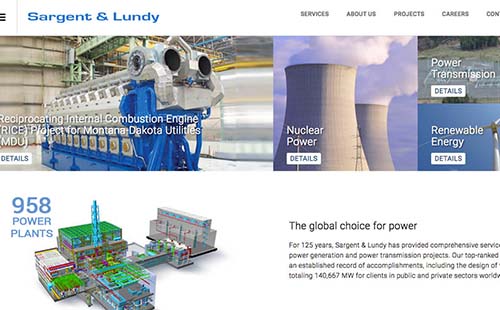 Sargent & Lundy
SERVICES ABOUT US PROJECTS CAREERS CONT
Reciprocating Internal Combustion Engine
(RICE) Project for Montana-Dakota Utilities
(MDU)
DETAILS
Nuclear
Power
DETAILS
Power
Transmission
DETAILS
Renewable
Energy
DETAILS
958
POWER
PLANTS
The global choice for power
For 125 years, Sargent & Lundy has provided comprehensive service
power generation and power transmission projects. Our top-ranked
an established record of accomplishments, including the design of
totaling 140,667 MW for clients in public and private sectors worldw